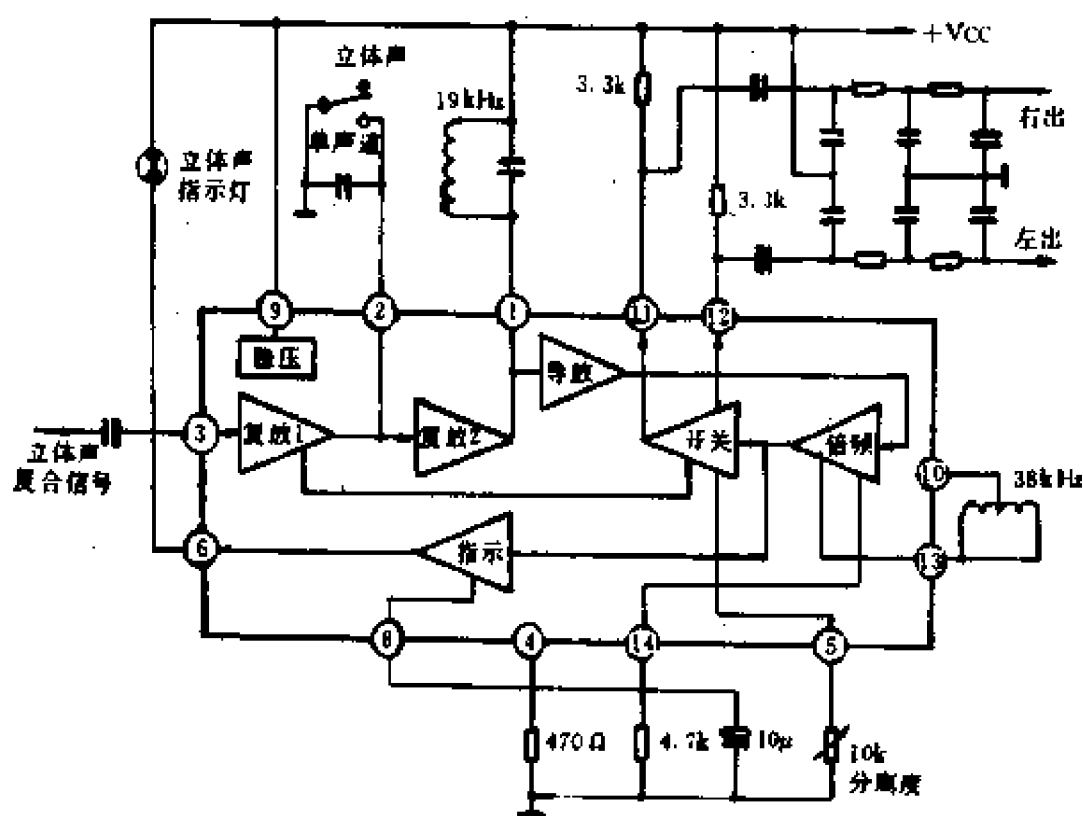 +VCC
立体声
3.3k
19kHz
右出
单声道
立体声
指示灯
3.3k
左出
9
2
1
11
12
稳压
导放
3
复放1
复放2
开关
倍频
立体声
复合信号
10
38kHz
6
指示
13
8
4
14
5
470Ω
4.7k
10μ
10k
分离度